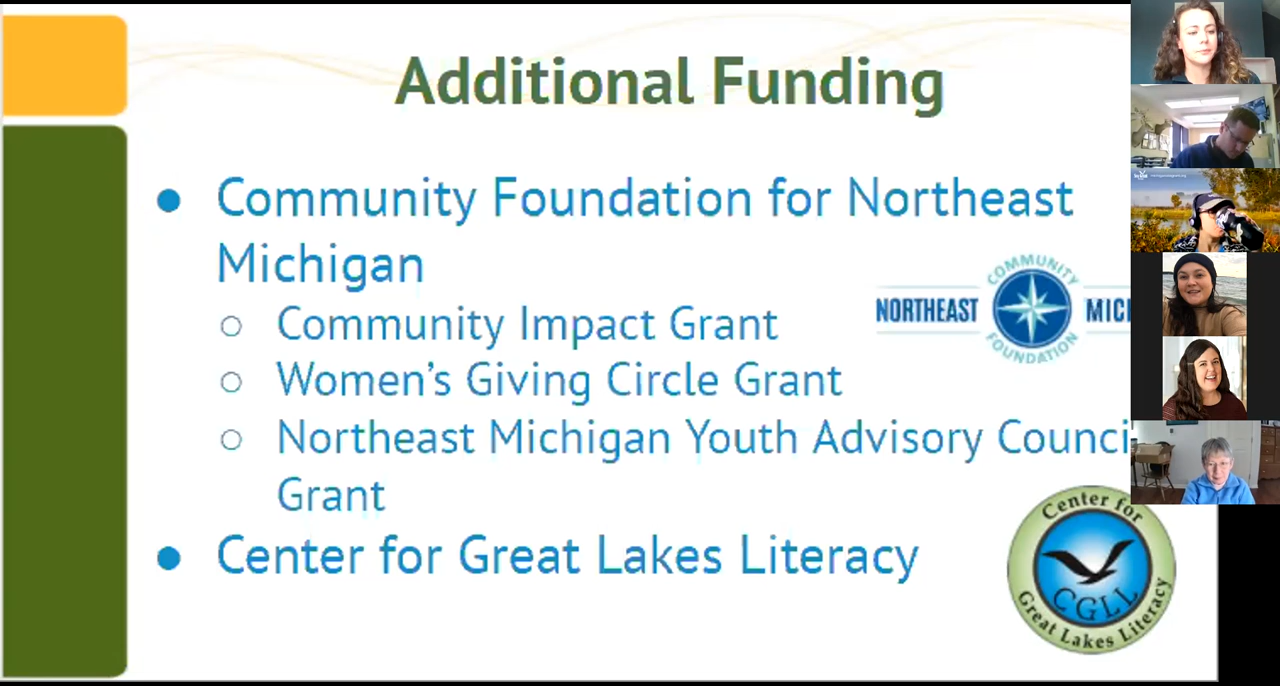 Additional Funding
Community Foundation for Northeast
Michigan
Community Impact Grant
Women's Giving Circle Grant
Northeast Michigan Youth Advisory Counci
Grant
Center for Great Lakes Literacy
COMMUNITY
NORTHEAST MICH
FOUNDATION
Center for
CGLL
Great Lakes Literacy